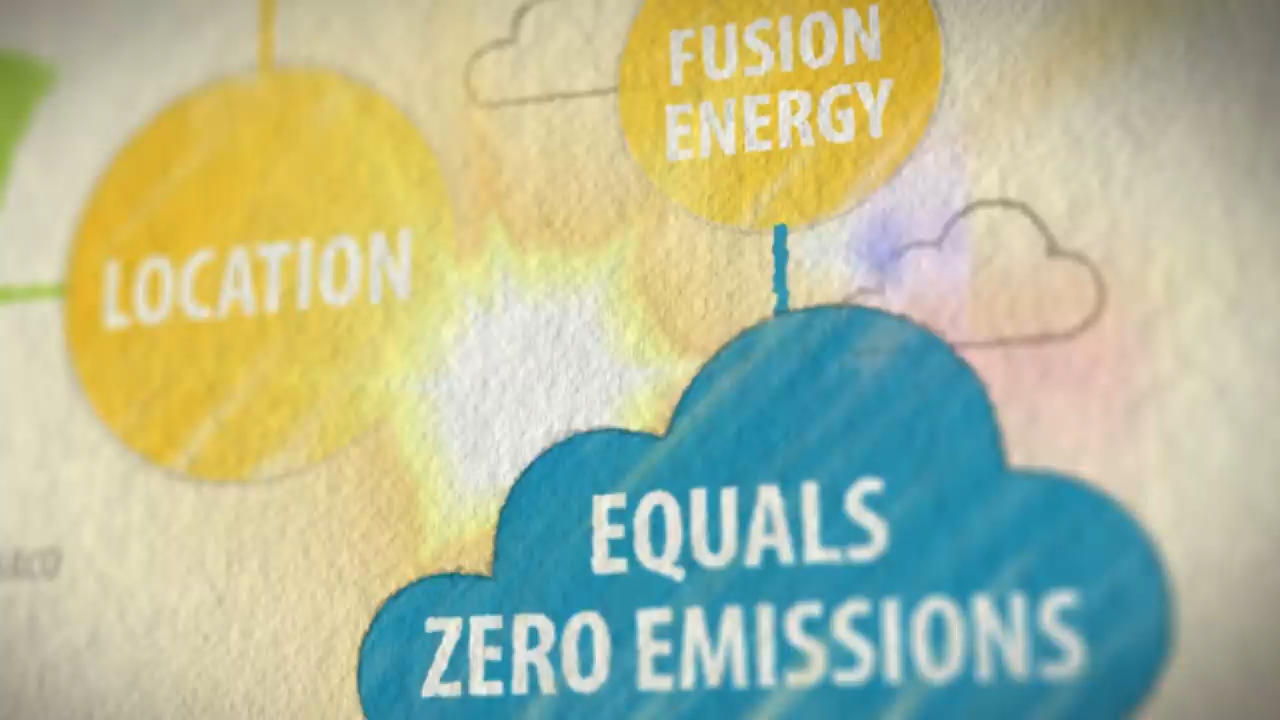 FUSION
ENERGY
LOCATION
EQUALS
ZERO EMISSIONS